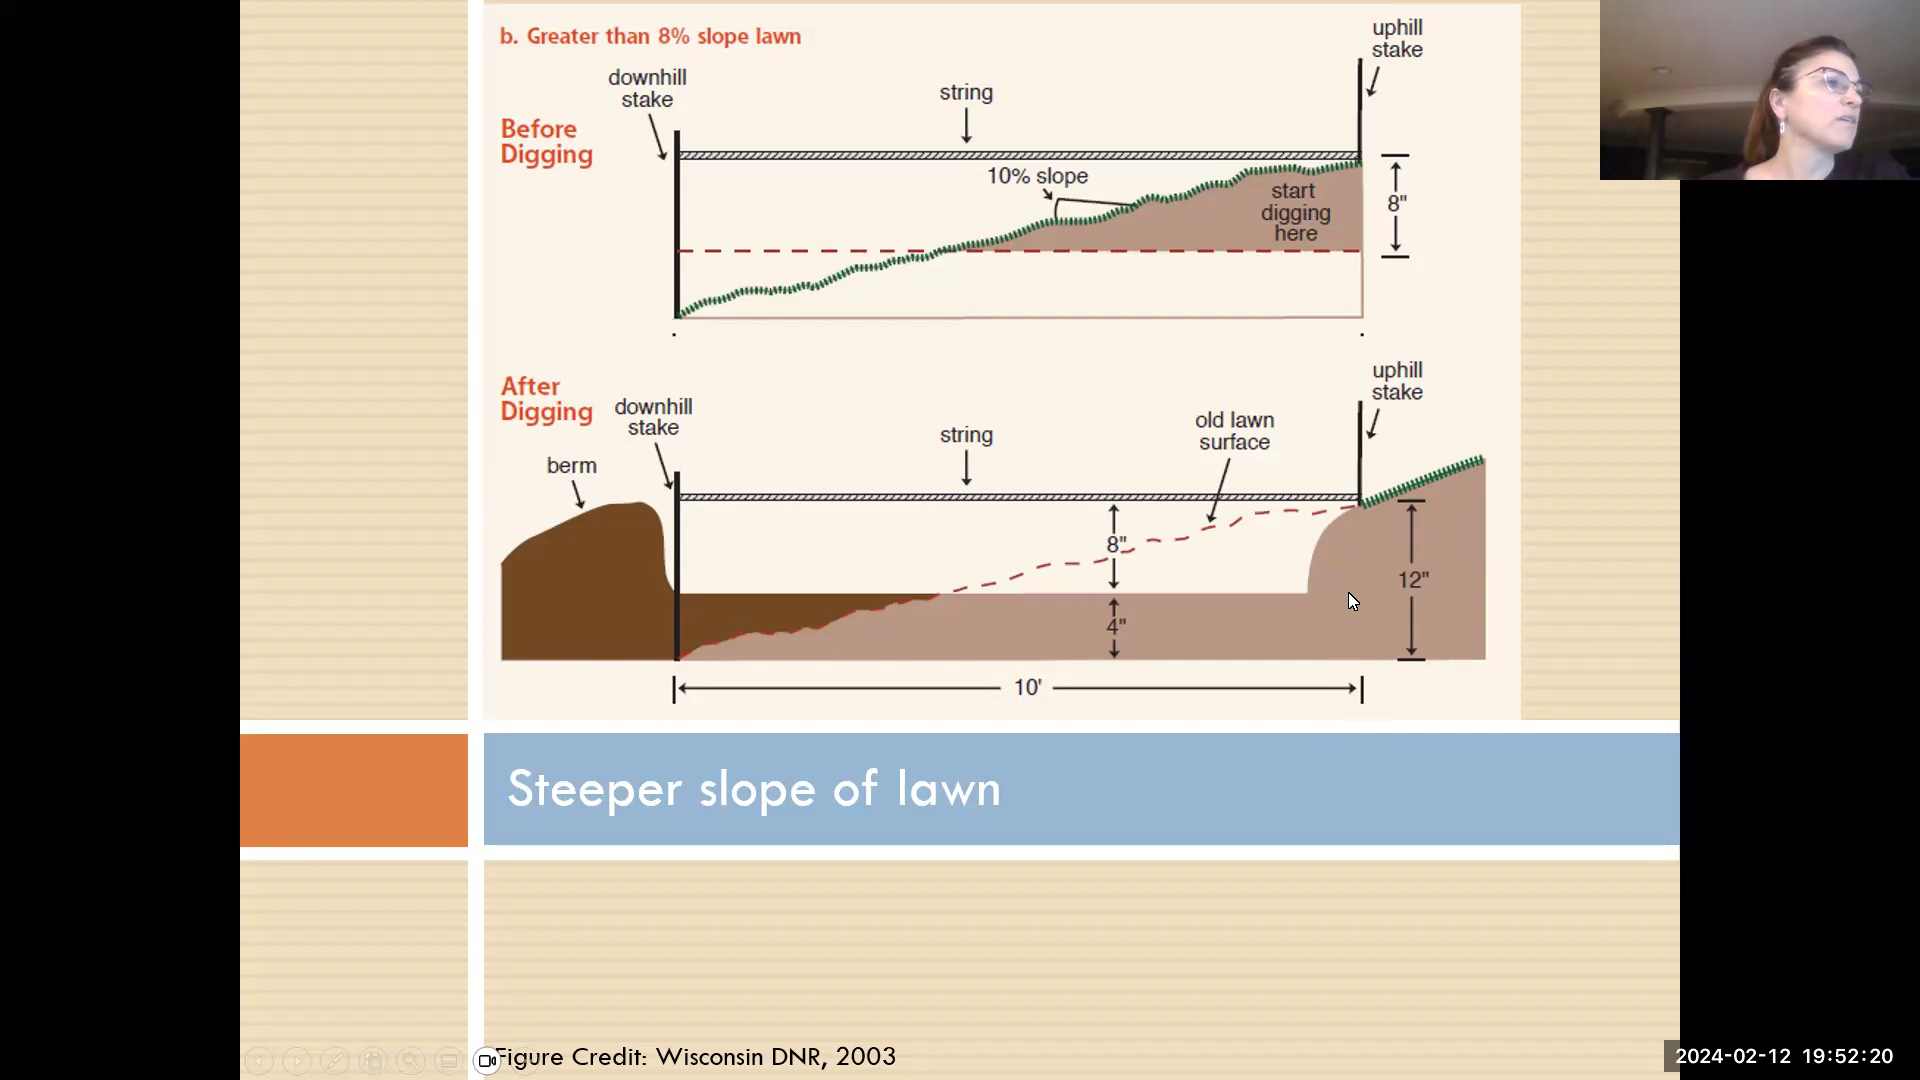 b. Greater than 8% slope lawn
uphill
stake
downhill
stake
string
Before
Digging
10% slope
start
digging
here
8"
After
Digging
downhill
stake
uphill
stake
string
old lawn
surface
berm
8"
12"
4"
10'
Steeper slope of lawn
Figure Credit: Wisconsin DNR, 2003
2024-02-12 19:52:20